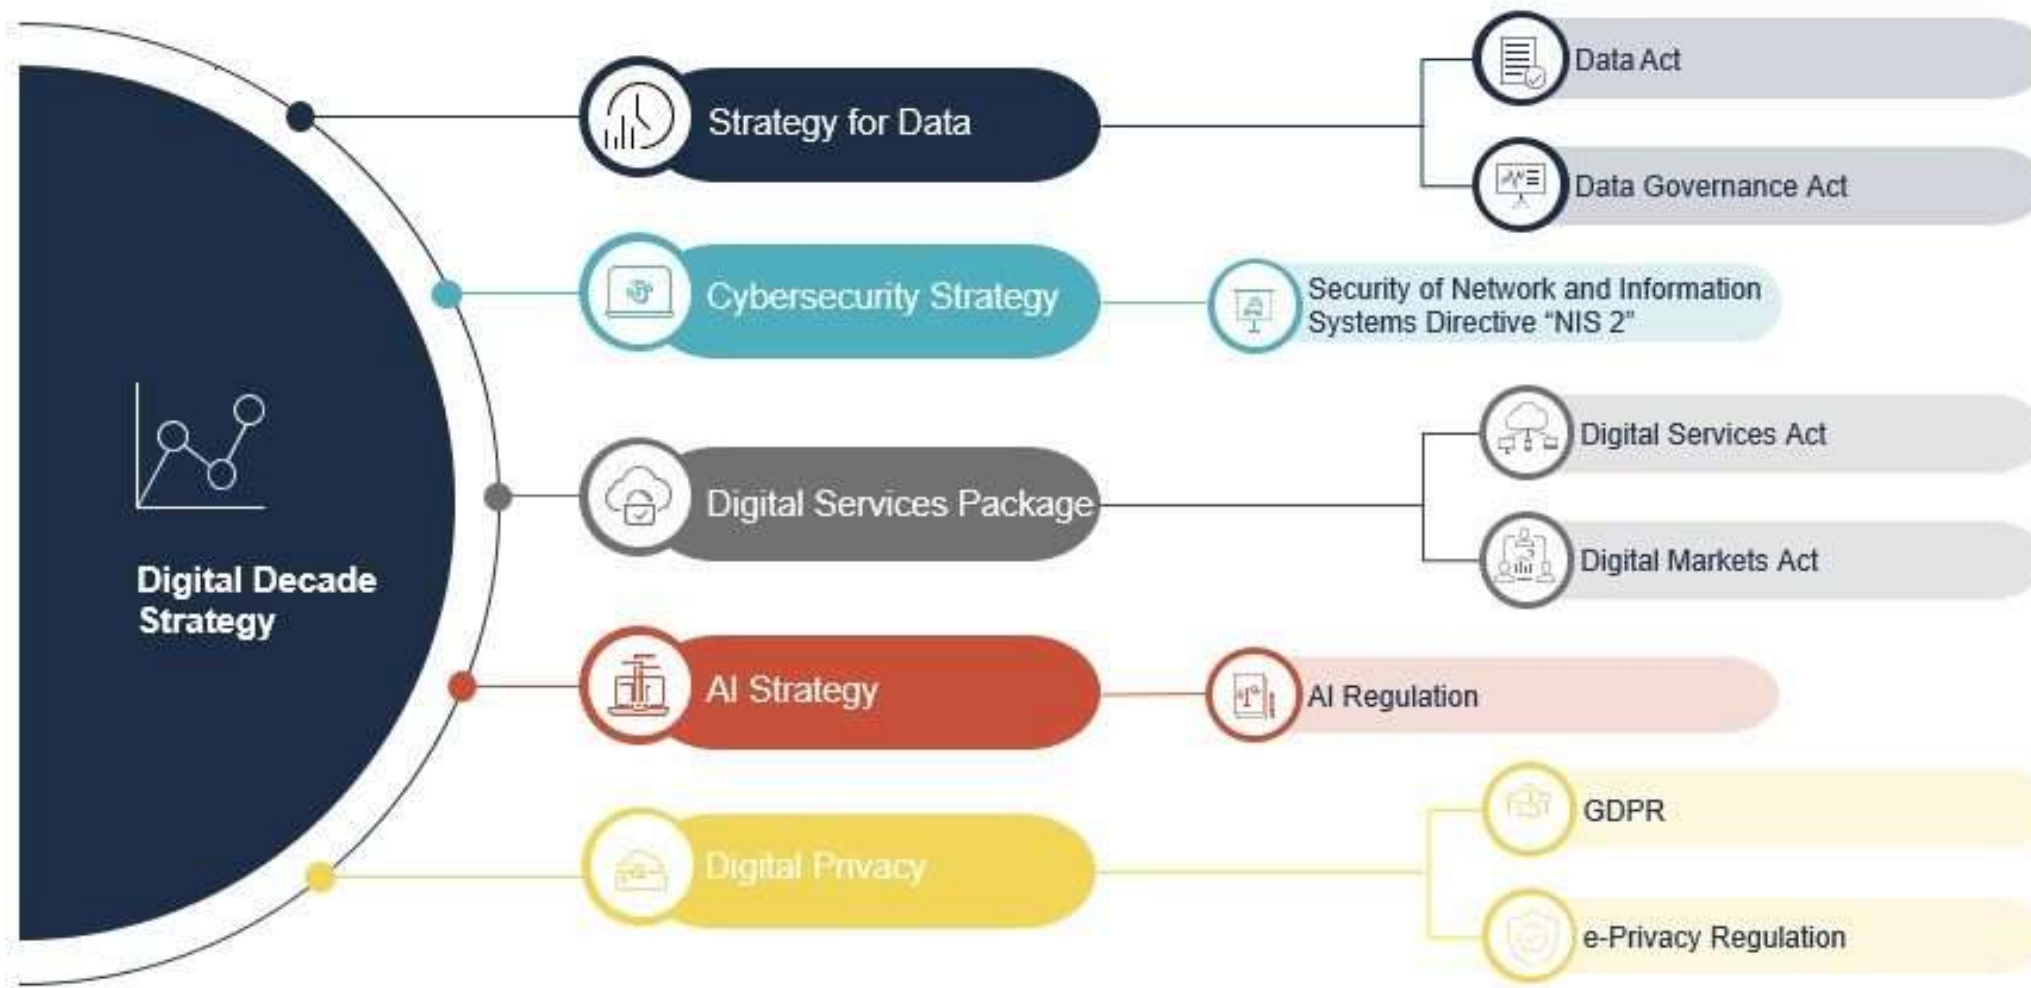 Data Act
Strategy for Data
Data Governance Act
Cybersecurity Strategy
Security of Network and Information
Systems Directive “NIS 2”
Digital Services Act
Digital Services Package
Digital Markets Act
Digital Decade
Strategy
AI Strategy
AI Regulation
GDPR
Digital Privacy
e-Privacy Regulation